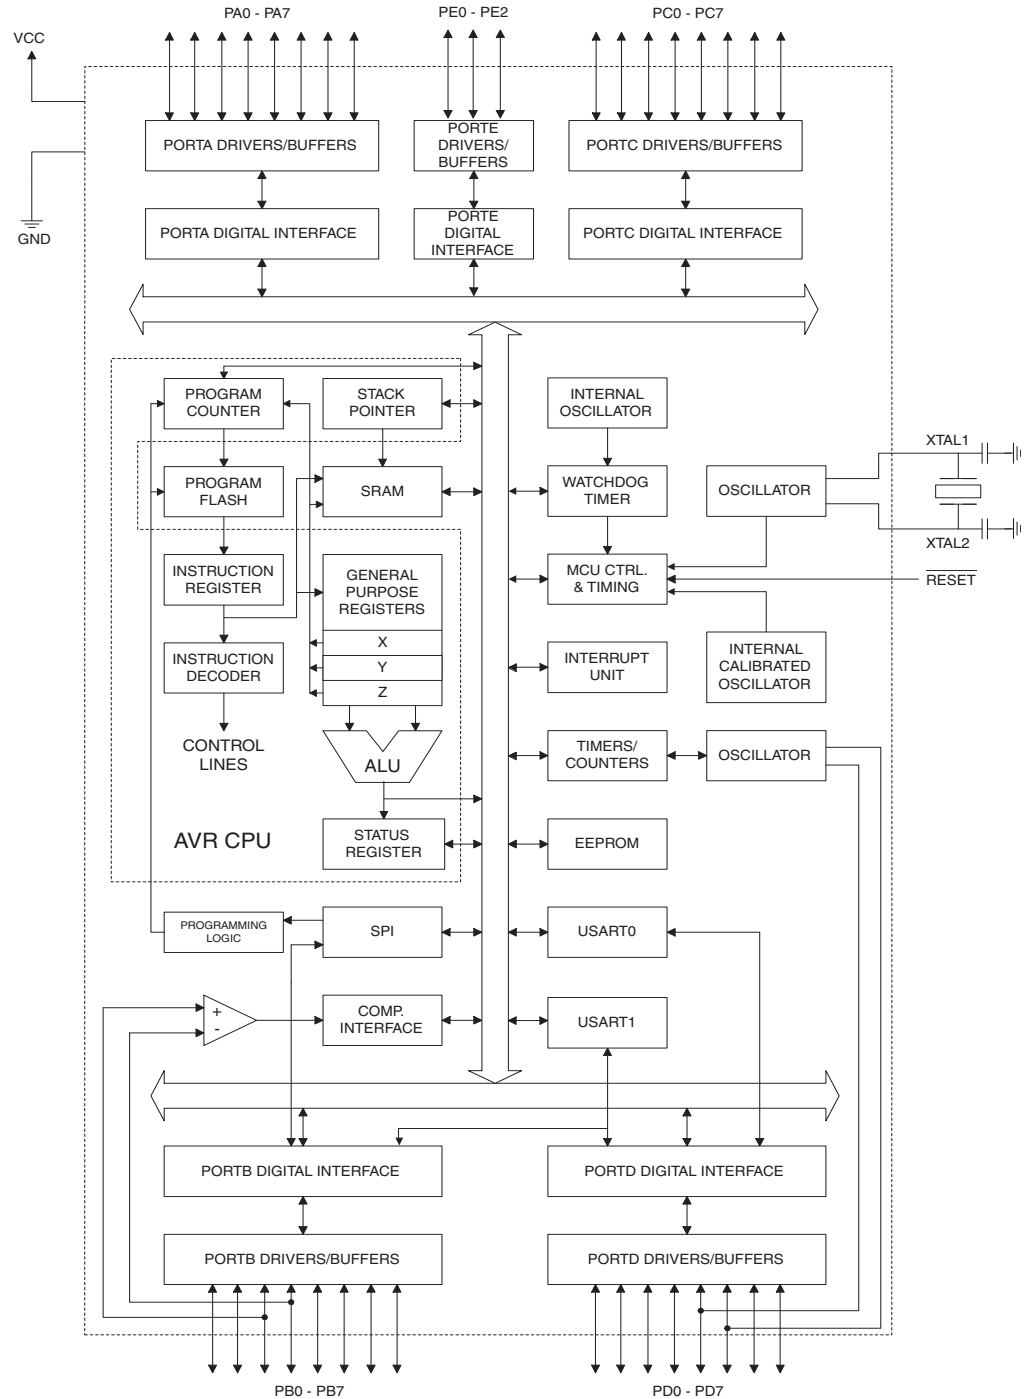 PA0 - PA7
PE0 - PE2
PC0 - PC7
VCC
PORTA DRIVERS/BUFFERS
PORTE
DRIVERS/
BUFFERS
PORTC DRIVERS/BUFFERS
GND
PORTA DIGITAL INTERFACE
PORTE
DIGITAL
INTERFACE
PORTC DIGITAL INTERFACE
PROGRAM
COUNTER
STACK
POINTER
INTERNAL
OSCILLATOR
XTAL1
PROGRAM
FLASH
SRAM
WATCHDOG
TIMER
OSCILLATOR
XTAL2
INSTRUCTION
REGISTER
GENERAL
PURPOSE
REGISTERS
MCU CTRL.
& TIMING
RESET
X
Y
Z
INSTRUCTION
DECODER
INTERRUPT
UNIT
INTERNAL
CALIBRATED
OSCILLATOR
CONTROL
LINES
ALU
TIMERS/
COUNTERS
OSCILLATOR
AVR CPU
STATUS
REGISTER
EEPROM
PROGRAMMING
LOGIC
SPI
USART0
+
-
COMP.
INTERFACE
USART1
PORTB DIGITAL INTERFACE
PORTD DIGITAL INTERFACE
PORTB DRIVERS/BUFFERS
PORTD DRIVERS/BUFFERS
PB0 - PB7
PD0 - PD7